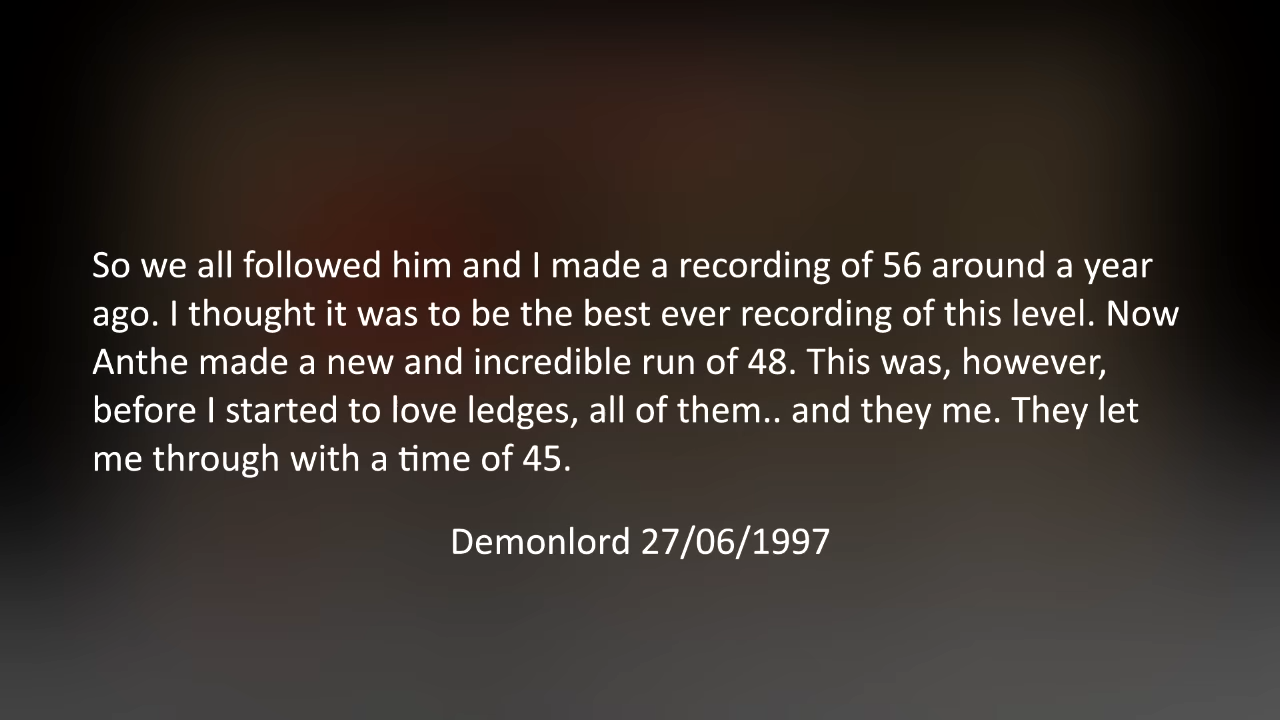 So we all followed him and I made a recording of 56 around a year
ago. I thought it was to be the best ever recording of this level. Now
Anthe made a new and incredible run of 48. This was, however,
before I started to love ledges, all of them.. and they me. They let
me through with a time of 45.
Demonlord 27/06/1997